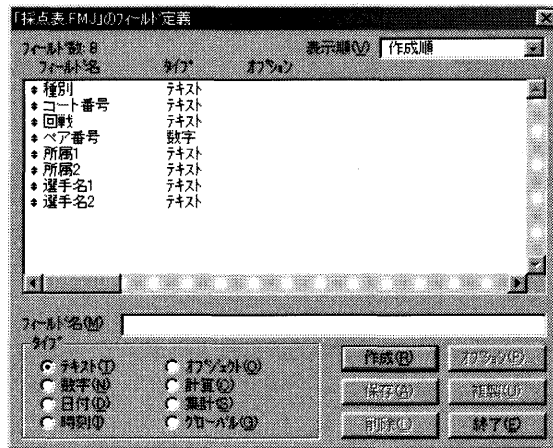 「採点表.FMJ」のフィールド定義
フィールド数: 8 表示順(V) 作成順
フィールド名 タイプ オプション
種別 テキスト
コート番号 テキスト
回戦 テキスト
ペア番号 数字
所属1 テキスト
所属2 テキスト
選手名1 テキスト
選手名2 テキスト
フィールド名(M)
タイプ
テキスト(T) オブジェクト(O)
数字(N) 計算(C)
日付(D) 集計(S)
時刻(I) グローバル(G)
作成(R) オプション(P)
保存(A) 複製(U)
削除(L) 終了(E)